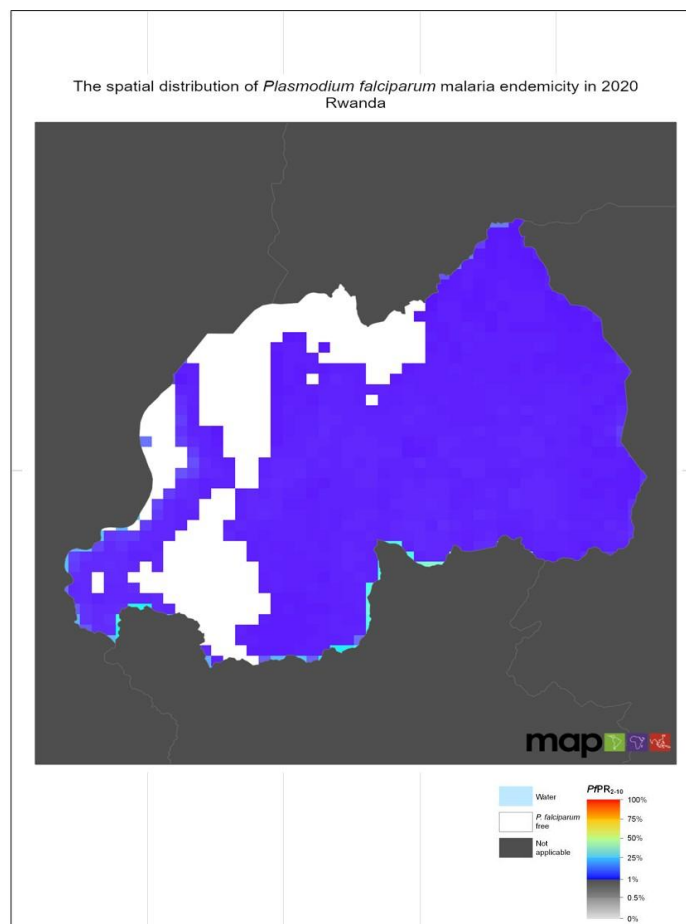 The spatial distribution of Plasmodium falciparum malaria endemicity in 2020
Rwanda
map
Water
P. falciparum
free
Not
applicable
PfPR2-10
100%
75%
50%
25%
1%
0.5%
0%